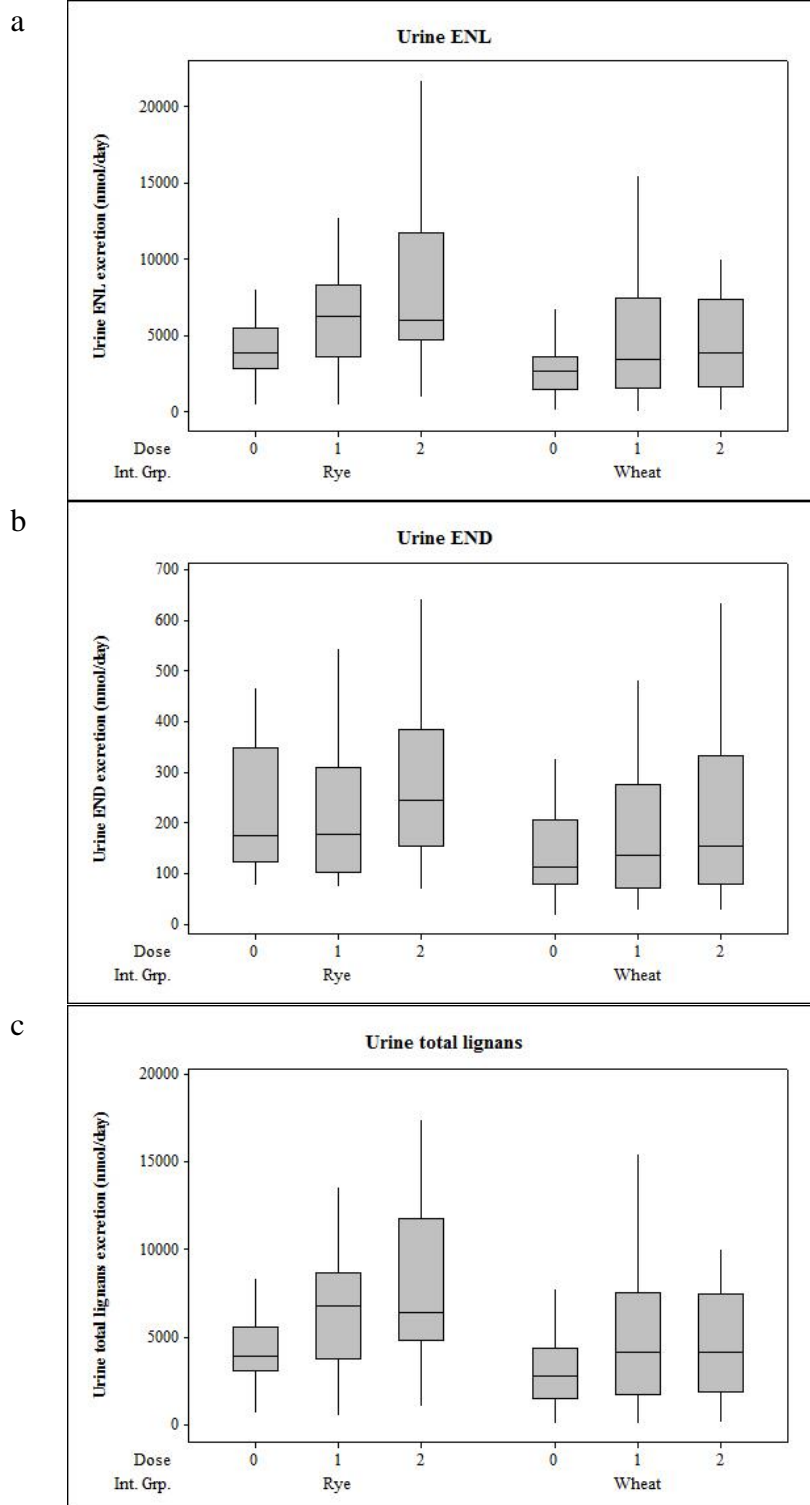 a
Urine ENL
Urine ENL excretion (nmol/day)
20000
15000
10000
5000
0
Dose 0 1 2 0 1 2
Int. Grp. Rye Wheat
b
Urine END
Urine END excretion (nmol/day)
700
600
500
400
300
200
100
0
Dose 0 1 2 0 1 2
Int. Grp. Rye Wheat
c
Urine total lignans
Urine total lignans excretion (nmol/day)
20000
15000
10000
5000
0
Dose 0 1 2 0 1 2
Int. Grp. Rye Wheat